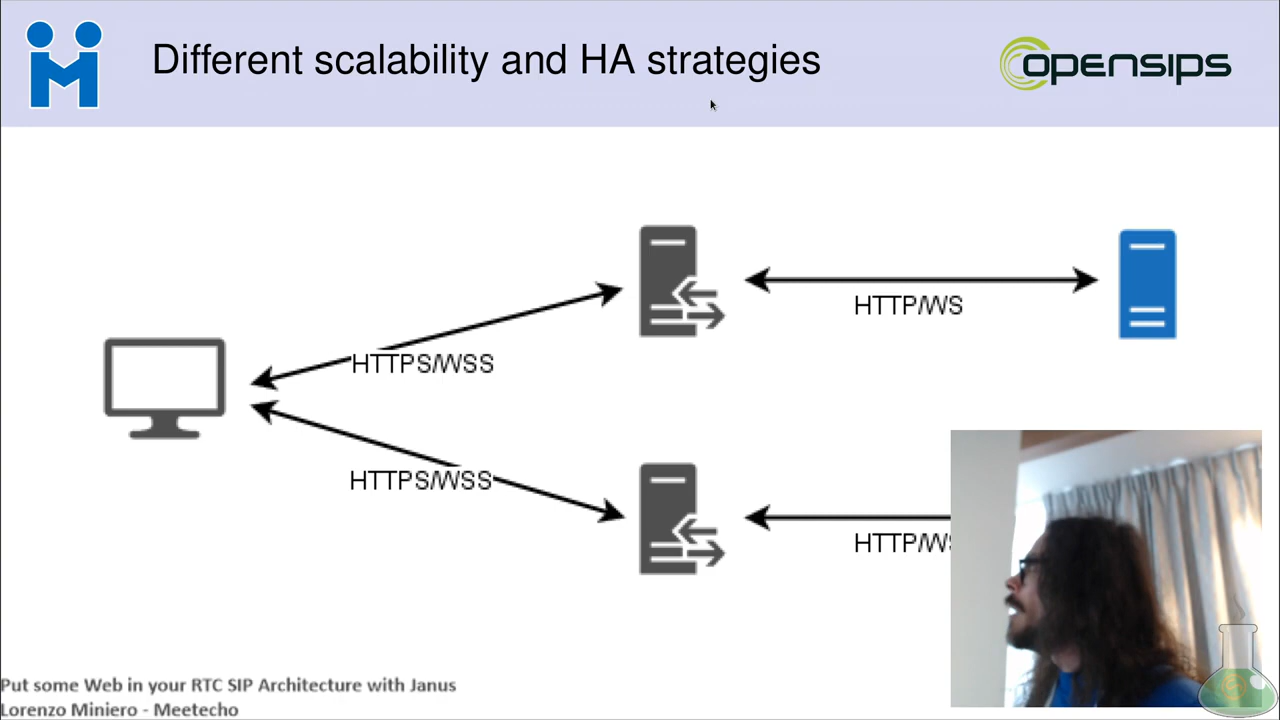 Different scalability and HA strategies
opensips
HTTP/WS
HTTPS/WSS
HTTPS/WSS
HTTP/WS
Put some Web in your RTC SIP Architecture with Janus
Lorenzo Miniero - Meetecho